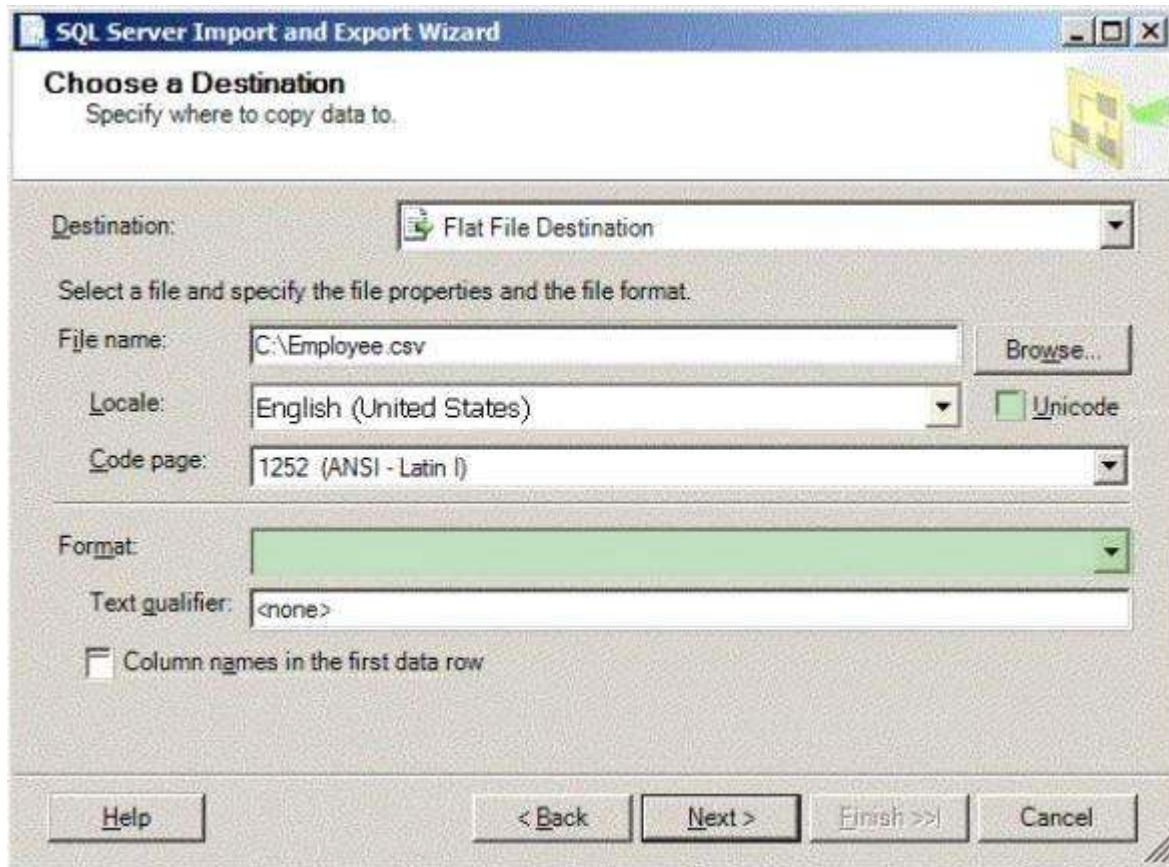 SQL Server Import and Export Wizard
Choose a Destination
Specify where to copy data to.
Destination: Flat File Destination
Select a file and specify the file properties and the file format.
File name: C:\Employee.csv Browse...
Locale: English (United States) Unicode
Code page: 1252 (ANSI - Latin I)
Format:
Text qualifier: <none>
Column names in the first data row
Help < Back Next > Finish >>| Cancel